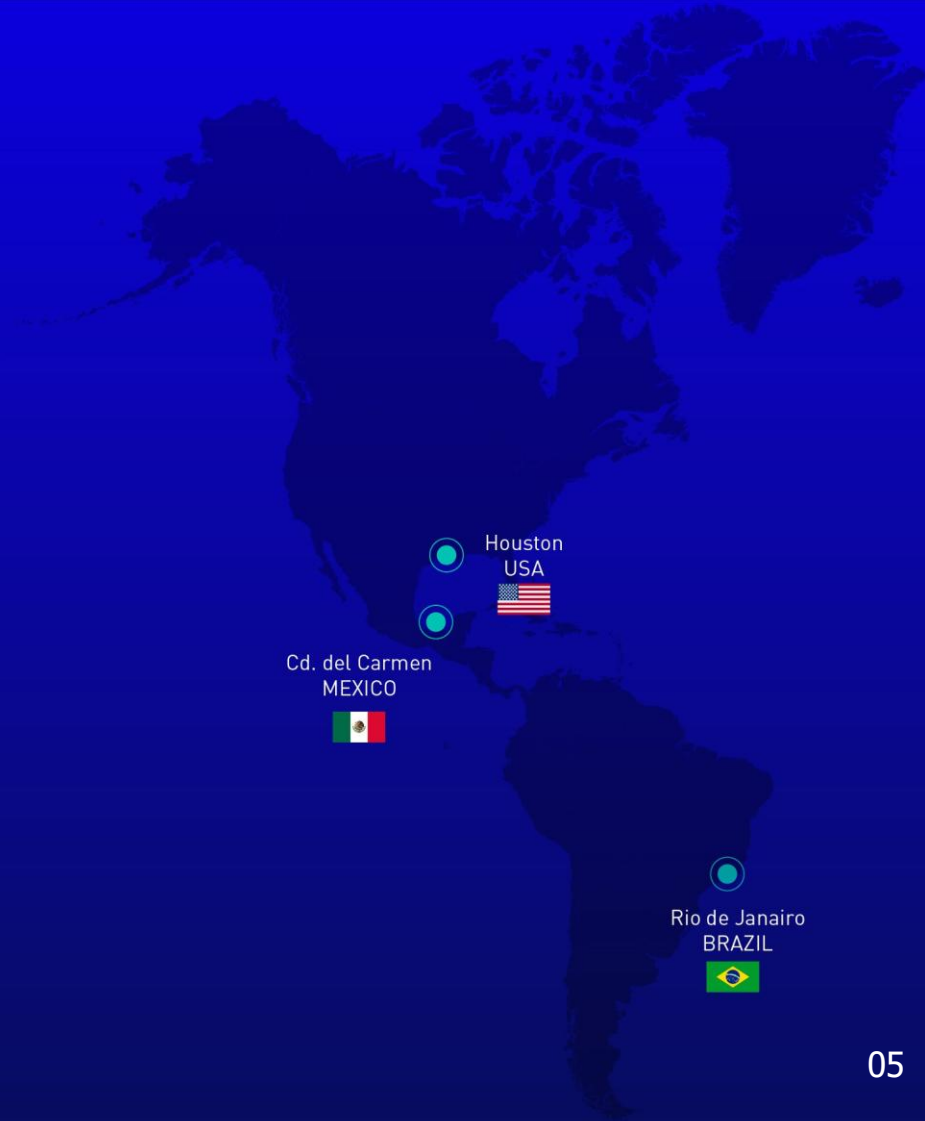 Houston
USA
Cd. del Carmen
MEXICO
Rio de Janairo
BRAZIL
05